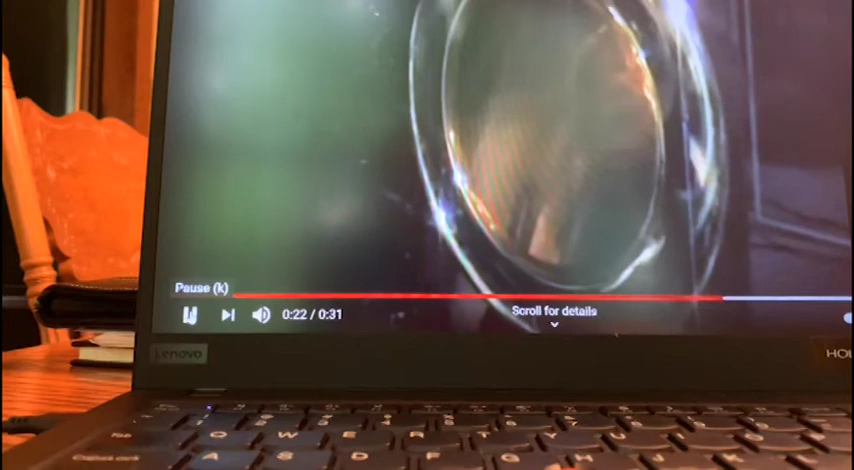 Pause (k)
0:22 / 0:31
Scroll for details
Lenovo
Q W E R T Y U
A S D F G H J K